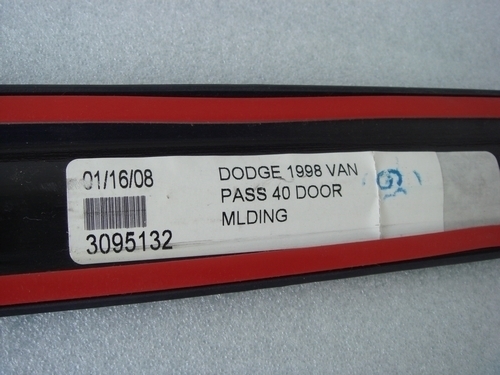 01/16/08
3095132
DODGE 1998 VAN
PASS 40 DOOR
MLDING